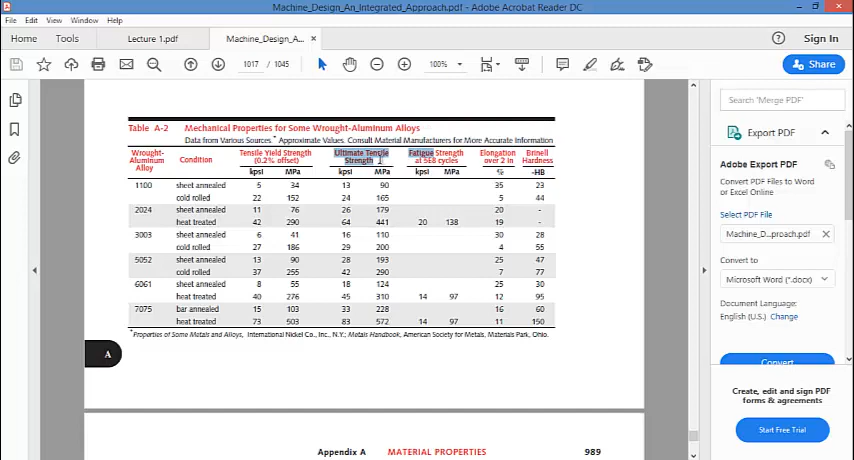 Machine_Design_An_Integrated_Approach.pdf - Adobe Acrobat Reader DC
File Edit View Window Help
Home Tools Lecture 1.pdf Machine_Design_A... × ? Sign In
1017 / 1045 100% Share
Table A-2 Mechanical Properties for Some Wrought-Aluminum Alloys
Data from Various Sources.* Approximate Values. Consult Material Manufacturers for More Accurate Information
Wrought-Aluminum Alloy Condition Tensile Yield Strength (0.2% offset) Ultimate Tensile Strength Fatigue Strength at 5E8 cycles Elongation over 2 in Brinell Hardness
kpsi MPa kpsi MPa kpsi MPa % -HB
1100 sheet annealed 5 34 13 90 35 23
cold rolled 22 152 24 165 5 44
2024 sheet annealed 11 76 26 179 20 -
heat treated 42 290 64 441 20 138 19 -
3003 sheet annealed 6 41 16 110 30 28
cold rolled 27 186 29 200 4 55
5052 sheet annealed 13 90 28 193 25 47
cold rolled 37 255 42 290 7 77
6061 sheet annealed 8 55 18 124 25 30
heat treated 40 276 45 310 14 97 12 95
7075 bar annealed 15 103 33 228 16 60
heat treated 73 503 83 572 14 97 11 150
* Properties of Some Metals and Alloys, International Nickel Co., Inc., N.Y.; Metals Handbook, American Society for Metals, Materials Park, Ohio.
A
Appendix A MATERIAL PROPERTIES 989
Search 'Merge PDF'
Export PDF
Adobe Export PDF
Convert PDF Files to Word
or Excel Online
Select PDF File
Machine_D...proach.pdf ×
Convert to
Microsoft Word (*.docx)
Document Language:
English (U.S.) Change
Convert
Create, edit and sign PDF
forms & agreements
Start Free Trial